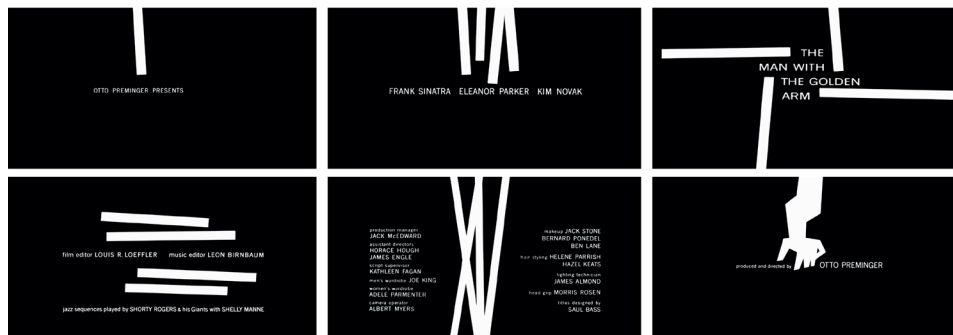 OTTO PREMINGER PRESENTS
FRANK SINATRA ELEANOR PARKER KIM NOVAK
THE
MAN WITH
THE GOLDEN
ARM
film editor LOUIS R. LOEFFLER music editor LEON BIRNBAUM
jazz sequences played by SHORTY ROGERS & his Giants with SHELLY MANNE
production manager
JACK McEDWARD
assistant directors
HORACE HOUGH
JAMES ENGLE
script supervisor
KATHLEEN FAGAN
men's wardrobe JOE KING
women's wardrobe
ADELE PARMENTER
camera operator
ALBERT MYERS
makeup JACK STONE
BERNARD PONEDEL
BEN LANE
hair styling HELENE PARRISH
HAZEL KEATS
lighting technician
JAMES ALMOND
head grip MORRIS ROSEN
titles designed by
SAUL BASS
produced and directed by OTTO PREMINGER